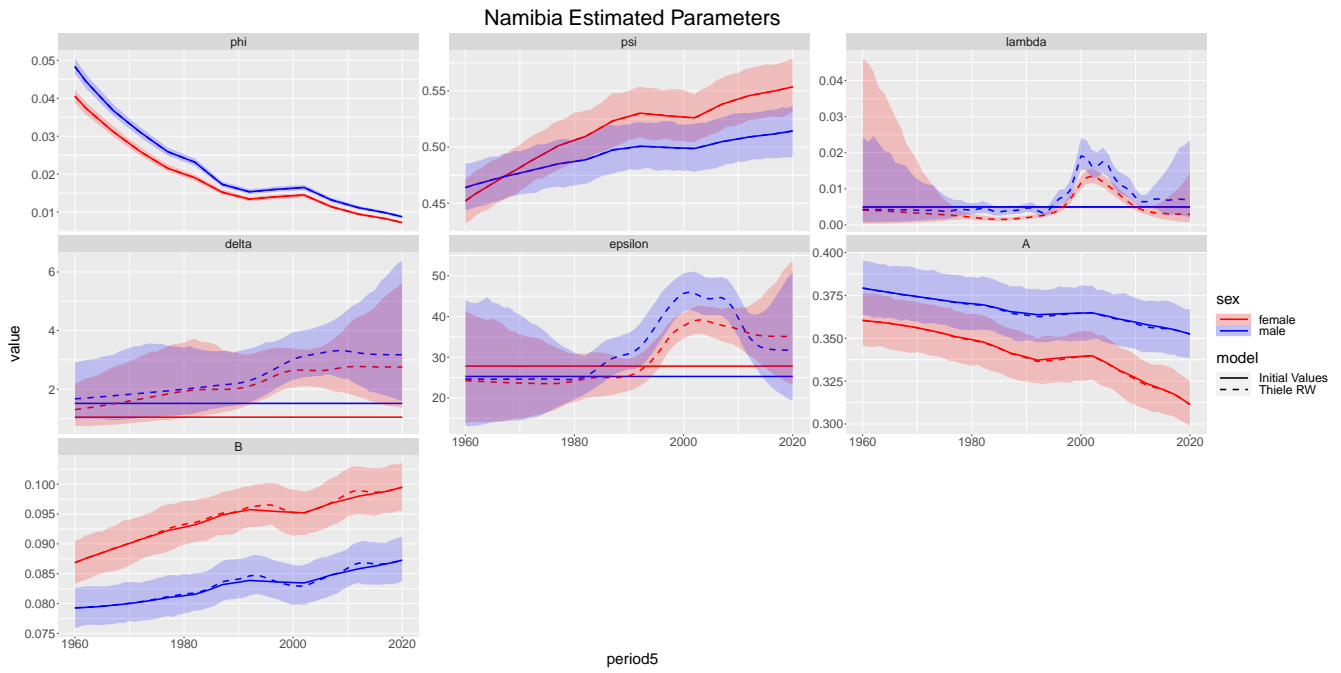 Namibia Estimated Parameters
phi
psi
lambda
0.05
0.04
0.03
0.02
0.01
0.55
0.50
0.45
0.04
0.03
0.02
0.01
0.00
delta
epsilon
A
6
4
2
50
40
30
20
0.400
0.375
0.350
0.325
0.300
1960 1980 2000 2020
1960 1980 2000 2020
B
0.100
0.095
0.090
0.085
0.080
0.075
1960 1980 2000 2020
value
period5
sex
female
male
model
Initial Values
Thiele RW